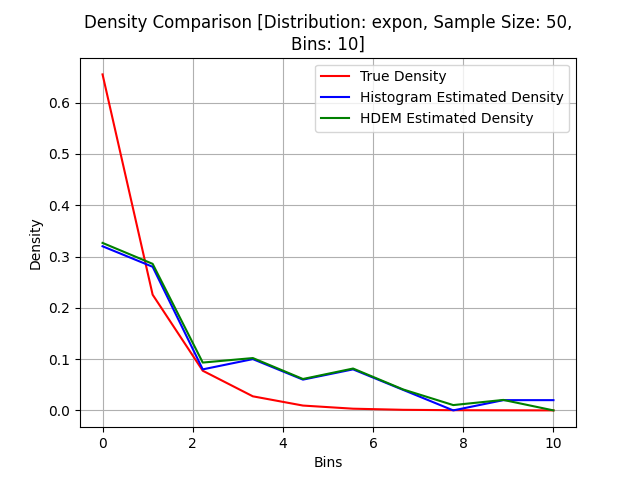 Density Comparison [Distribution: expon, Sample Size: 50,
Bins: 10]
True Density
Histogram Estimated Density
HDEM Estimated Density
Density
0.6
0.5
0.4
0.3
0.2
0.1
0.0
0 2 4 6 8 10
Bins